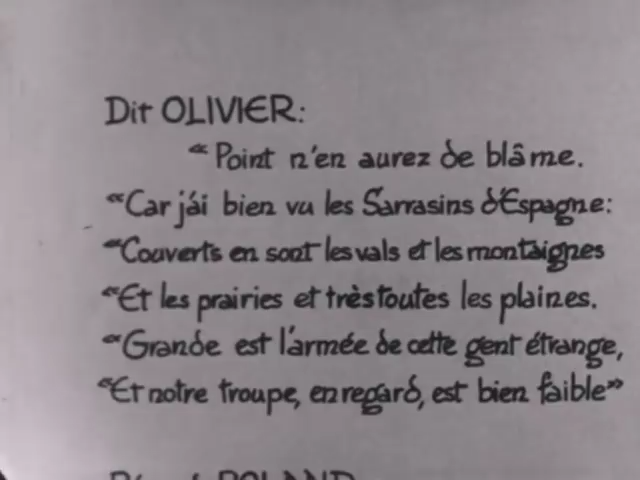 Dit OLIVIER:
“Point n'en aurez de blâme.
“Car j'ai bien vu les Sarrasins d'Espagne:
“Couverts en sont les vals et les montaignes
“Et les prairies et très toutes les plaines.
“Grande est l'armée de cette gent étrange,
“Et notre troupe, en regard, est bien faible”
ROLAND